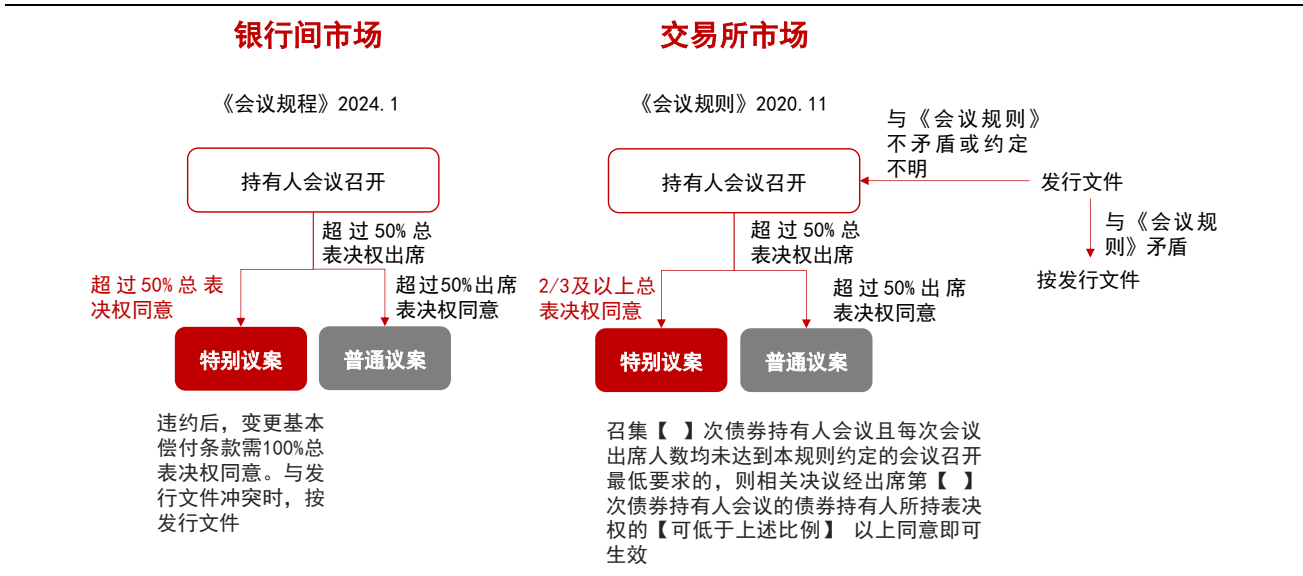 银行间市场
《会议规程》2024.1
持有人会议召开
超过50%总
表决权出席
超过50%总表
决权同意
超过50%出席
表决权同意
特别议案
普通议案
违约后，变更基本
偿付条款需100%总
表决权同意。与发
行文件冲突时，按
发行文件
交易所市场
《会议规则》2020.11
与《会议规则》
不矛盾或约定
不明
持有人会议召开
发行文件
超过50%总
表决权出席
与《会议规
则》矛盾
按发行文件
2/3及以上总
表决权同意
超过50%出席
表决权同意
特别议案
普通议案
召集【 】次债券持有人会议且每次会议
出席人数均未达到本规则约定的会议召开
最低要求的，则相关决议经出席第【 】
次债券持有人会议的债券持有人所持表决
权的【可低于上述比例】 以上同意即可
生效